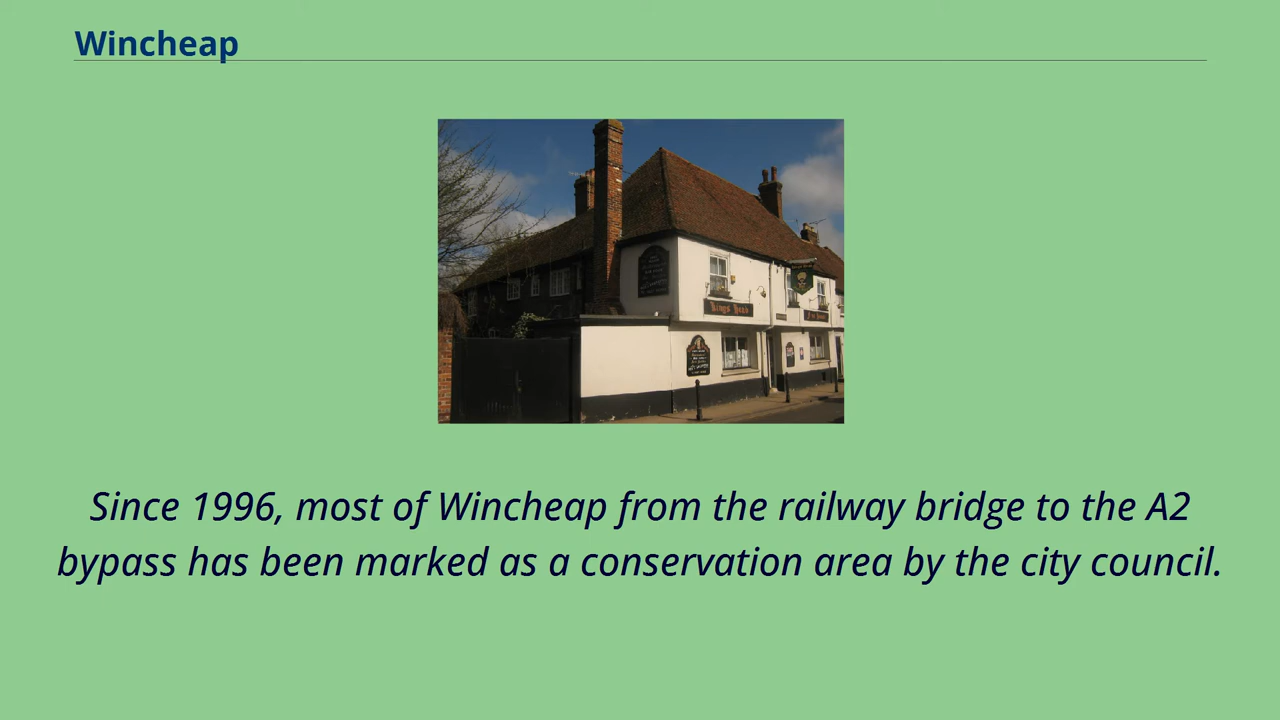 Wincheap
Kings Head
Since 1996, most of Wincheap from the railway bridge to the A2
bypass has been marked as a conservation area by the city council.